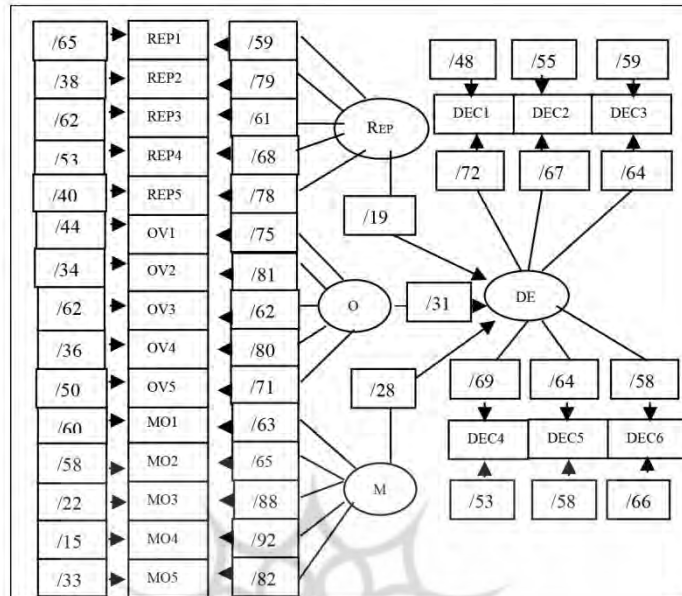 /65 REP1 /59
/38 REP2 /79
/62 REP3 /61
/53 REP4 /68
/40 REP5 /78
/44 OV1 /75
/34 OV2 /81
/62 OV3 /62
/36 OV4 /80
/50 OV5 /71
/60 MO1 /63
/58 MO2 /65
/22 MO3 /88
/15 MO4 /92
/33 MO5 /82
REP
O
M
/19
/31
/28
DE
/48 /55 /59
DEC1 DEC2 DEC3
/72 /67 /64
/69 /64 /58
DEC4 DEC5 DEC6
/53 /58 /66